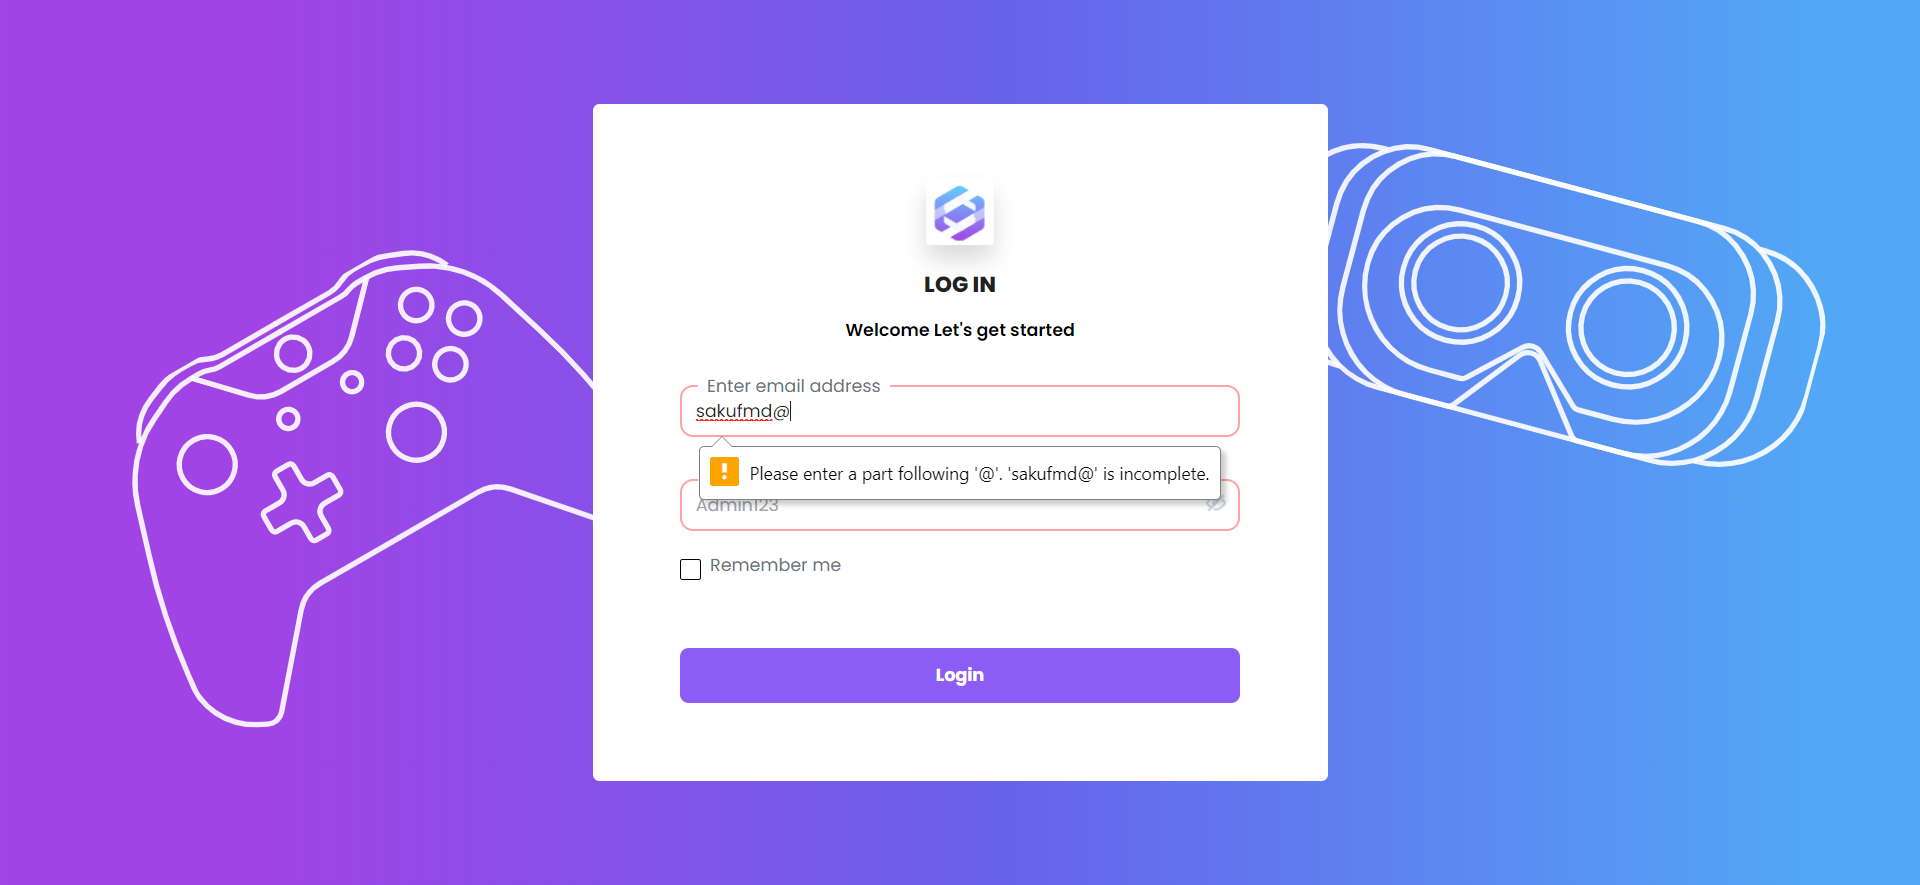 LOG IN
Welcome Let's get started
Enter email address
sakufmd@
Please enter a part following '@'. 'sakufmd@' is incomplete.
Admin123
Remember me
Login